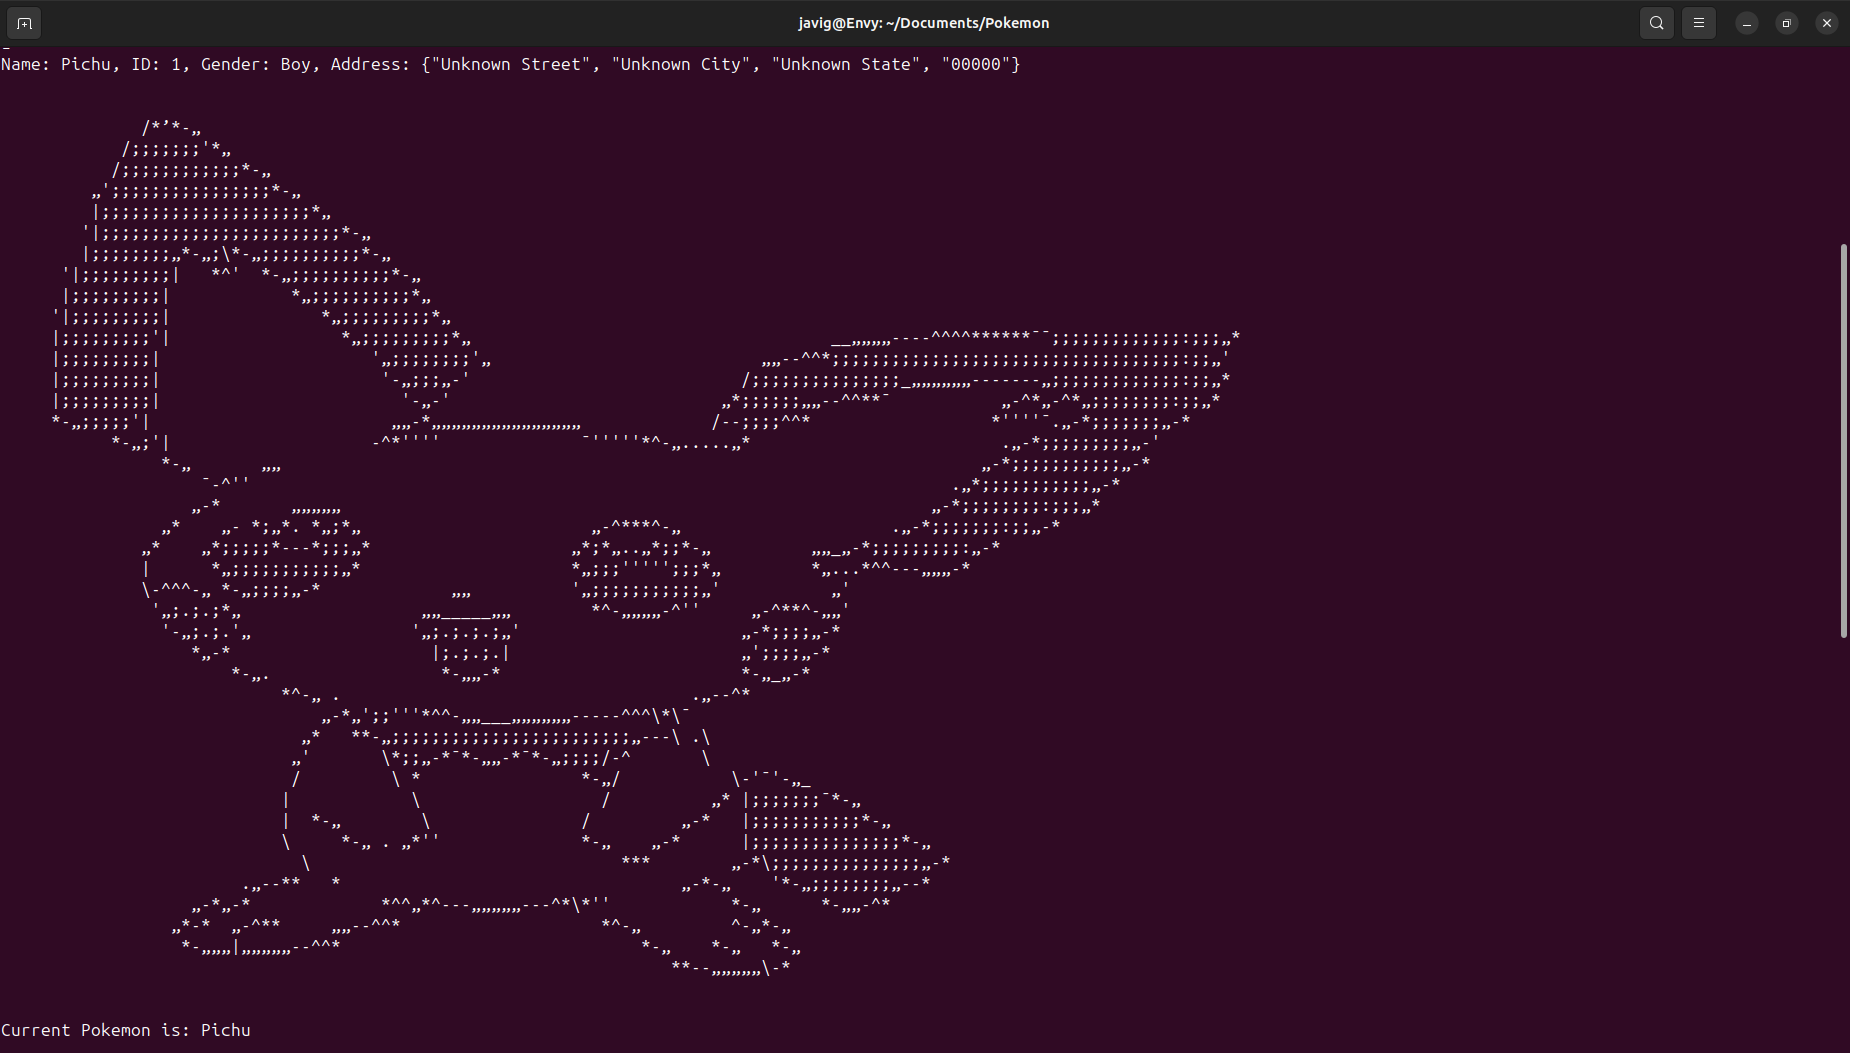 javig@Envy: ~/Documents/Pokemon
Name: Pichu, ID: 1, Gender: Boy, Address: {"Unknown Street", "Unknown City", "Unknown State", "00000"}
Current Pokemon is: Pichu